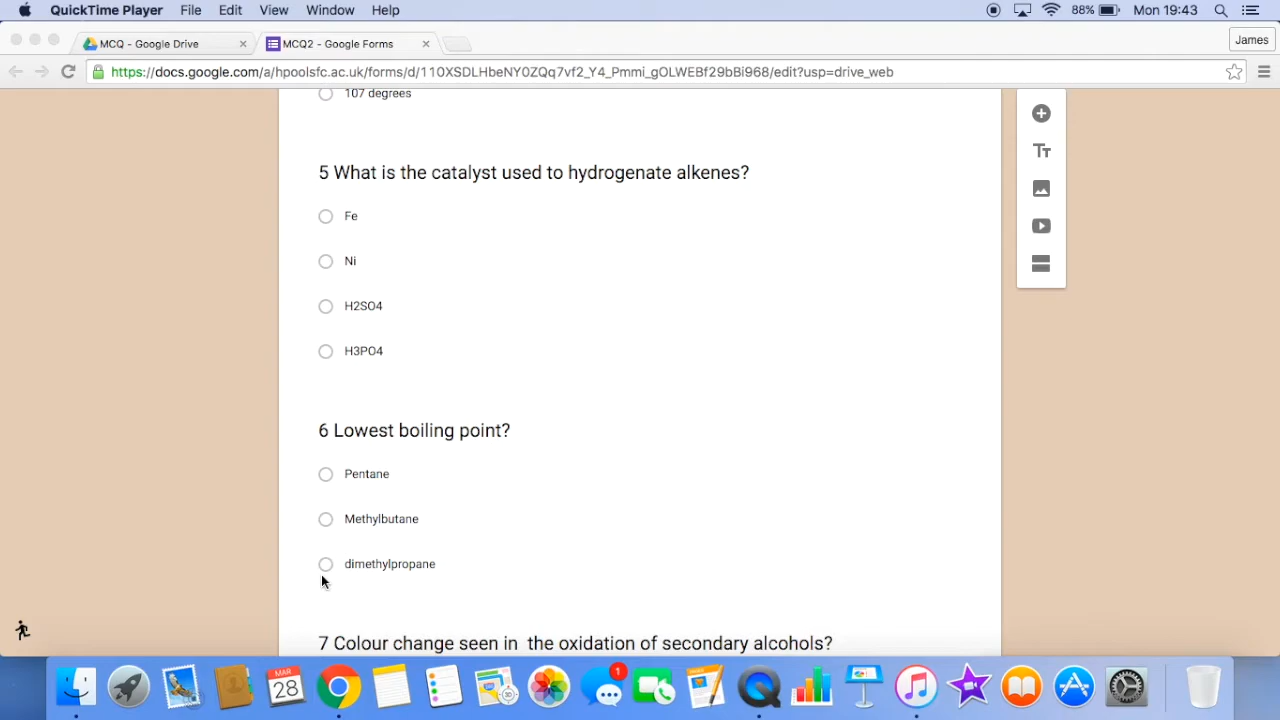 QuickTime Player File Edit View Window Help 88% Mon 19:43
MCQ - Google Drive MCQ2 - Google Forms James
https://docs.google.com/a/hpoolsfc.ac.uk/forms/d/110XSDLHbeNY0ZQq7vf2_Y4_Pmmi_gOLWEBf29bBi968/edit?usp=drive_web
107 degrees
5 What is the catalyst used to hydrogenate alkenes?
Fe
Ni
H2SO4
H3PO4
6 Lowest boiling point?
Pentane
Methylbutane
dimethylpropane
7 Colour change seen in the oxidation of secondary alcohols?
Tт
MAR
28
30
1